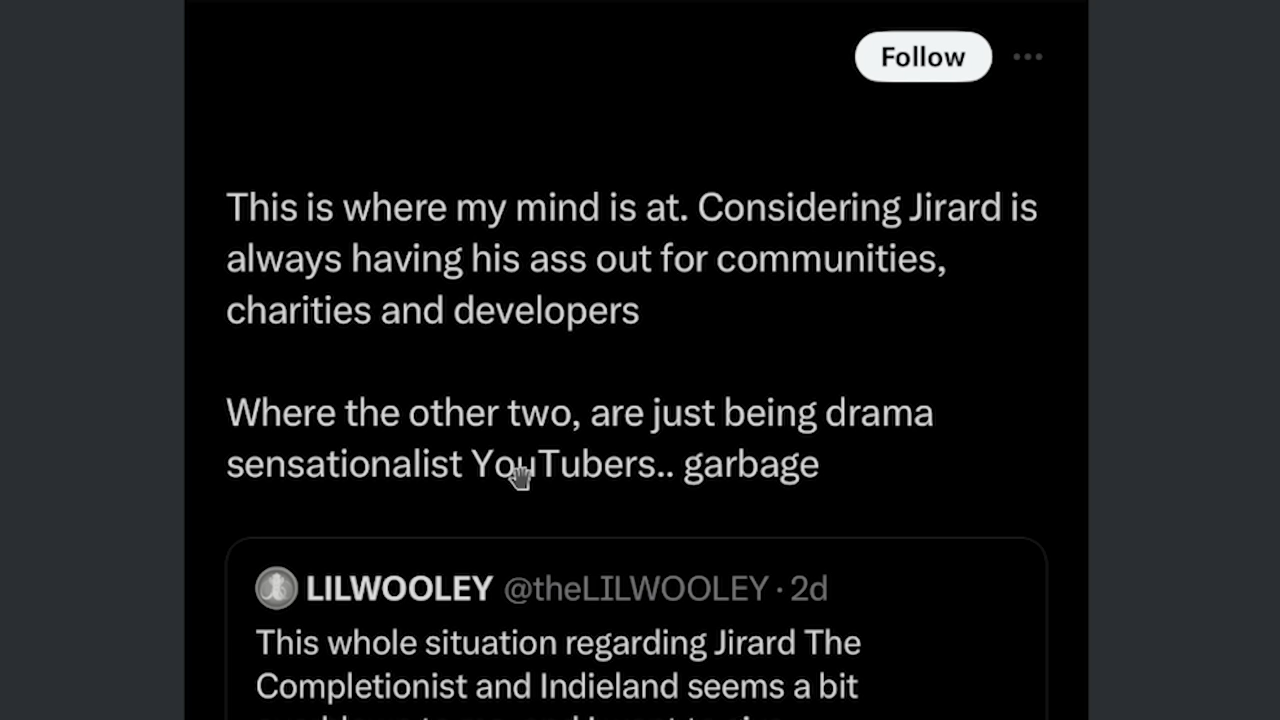 Follow
This is where my mind is at. Considering Jirard is
always having his ass out for communities,
charities and developers
Where the other two, are just being drama
sensationalist YouTubers.. garbage
LILWOOLEY @theLILWOOLEY · 2d
This whole situation regarding Jirard The
Completionist and Indieland seems a bit